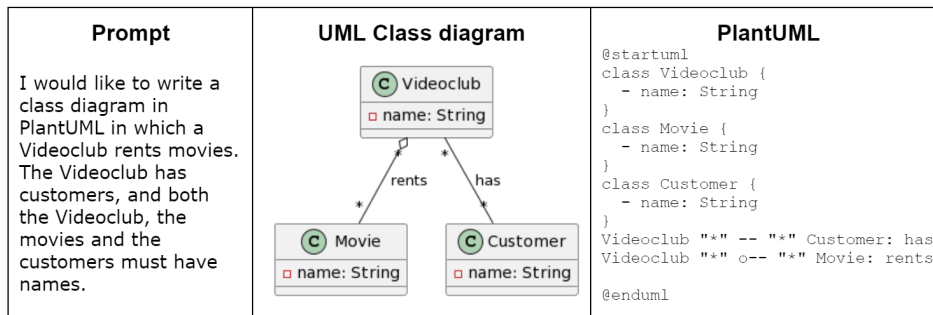 Prompt
I would like to write a
class diagram in
PlantUML in which a
Videoclub rents movies.
The Videoclub has
customers, and both
the Videoclub, the
movies and the
customers must have
names.
UML Class diagram
C Videoclub
name: String
* *
rents has
* *
C Movie
name: String
C Customer
name: String
PlantUML
@startuml
class Videoclub {
- name: String
}
class Movie {
- name: String
}
class Customer {
- name: String
}
Videoclub "*" -- "*" Customer: has
Videoclub "*" o-- "*" Movie: rents
@enduml